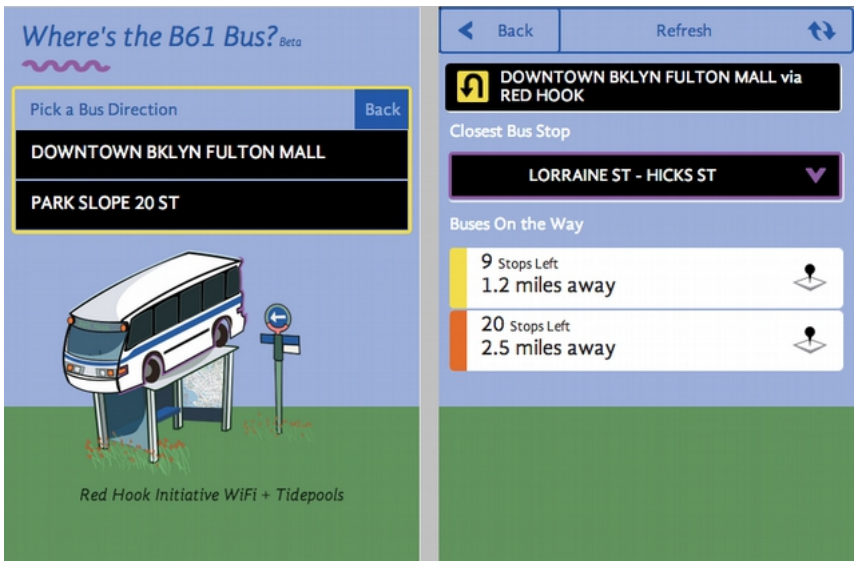 Where's the B61 Bus? Beta
Pick a Bus Direction
Back
DOWNTOWN BKLYN FULTON MALL
PARK SLOPE 20 ST
Red Hook Initiative WiFi + Tidepools
Back
Refresh
DOWNTOWN BKLYN FULTON MALL via
RED HOOK
Closest Bus Stop
LORRAINE ST - HICKS ST
Buses On the Way
9 Stops Left
1.2 miles away
20 Stops Left
2.5 miles away